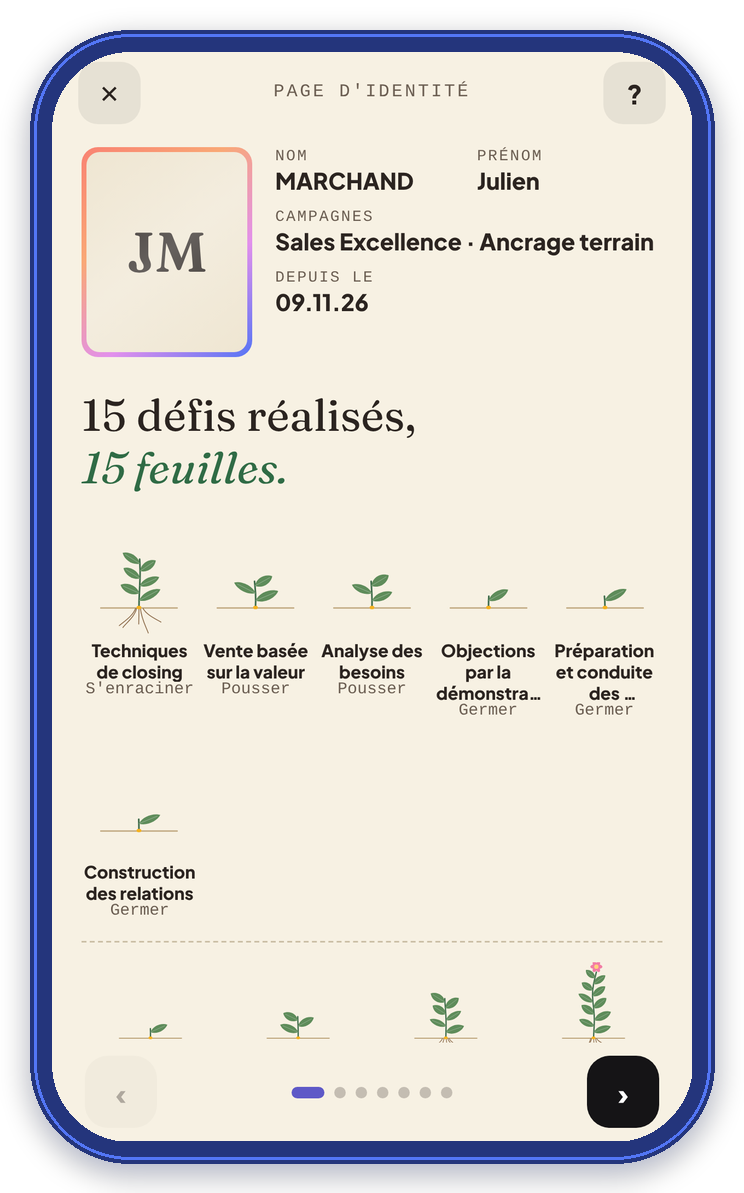 ✕
PAGE D'IDENTITÉ
?
JM
NOM
MARCHAND
PRÉNOM
Julien
CAMPAGNES
Sales Excellence · Ancrage terrain
DEPUIS LE
09.11.26
15 défis réalisés,
15 feuilles.
Techniques
de closing
S'enraciner
Vente basée
sur la valeur
Pousser
Analyse des
besoins
Pousser
Objections
par la
démonstra…
Germer
Préparation
et conduite
des …
Germer
Construction
des relations
Germer
‹
›